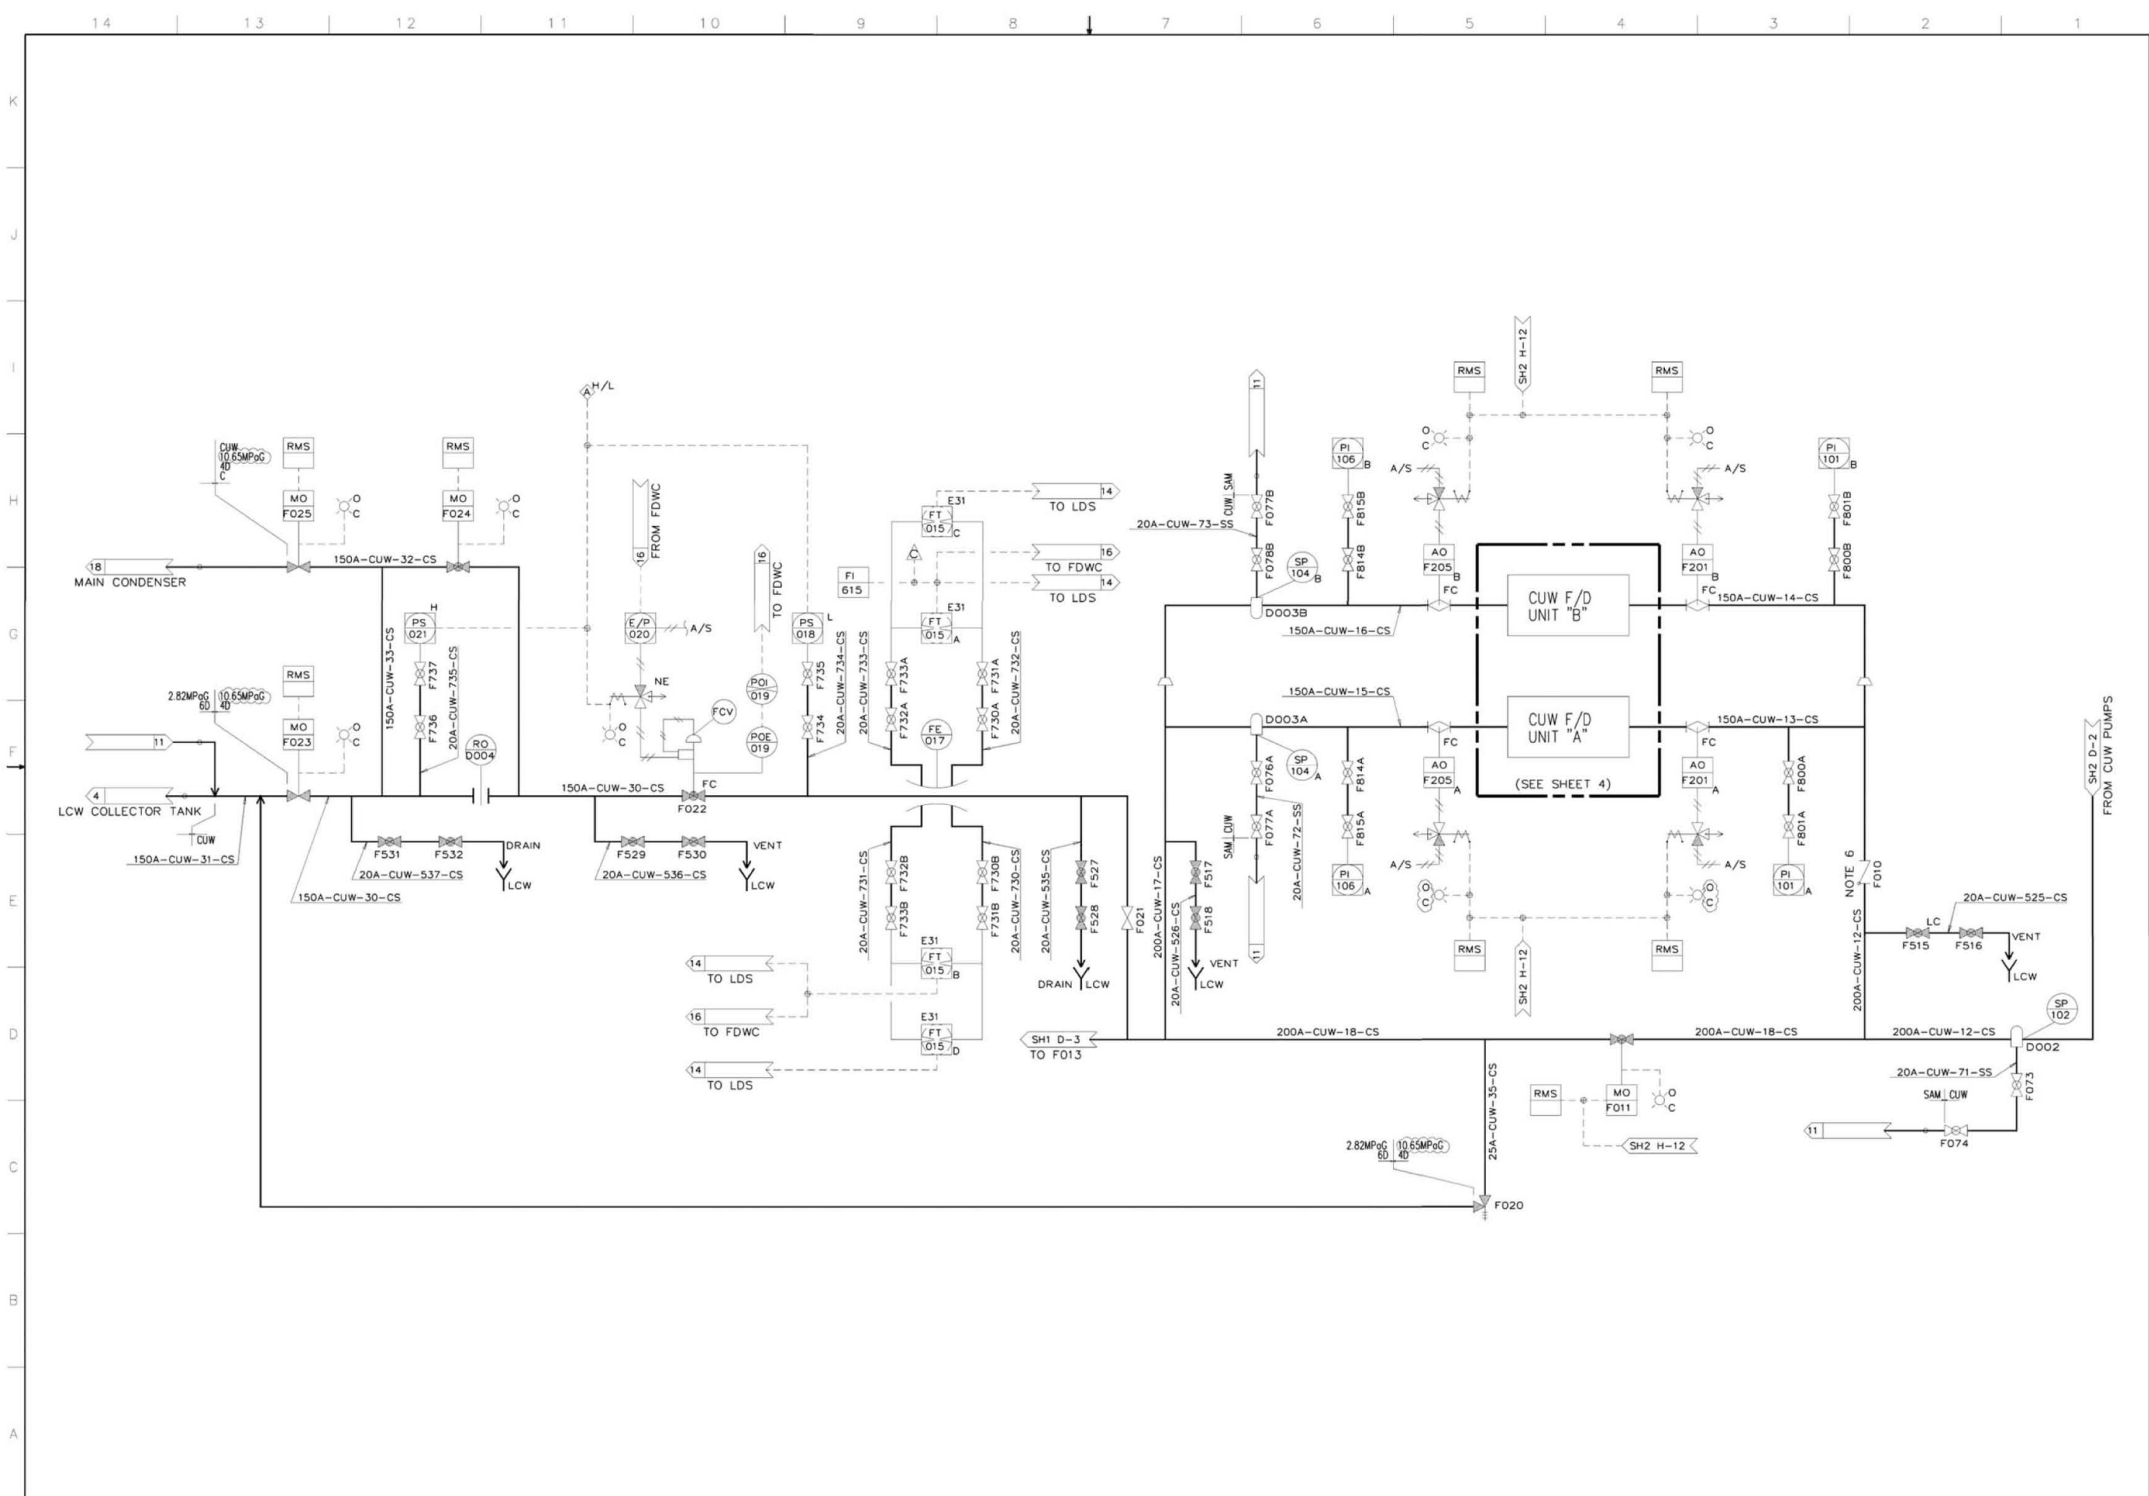 14 13 12 11 10 9 8 7 6 5 4 3 2 1
K
J
I
H
G
F
E
D
C
B
A
CUW
10.65MPaG
4D
C
RMS
MO
F025
O
C
RMS
MO
F024
O
C
18
MAIN CONDENSER
150A-CUW-32-CS
150A-CUW-33-CS
PS
021
H
F737
F736
20A-CUW-735-CS
RO
D004
2.82MPaG
6D
10.65MPaG
4D
RMS
MO
F023
O
C
11
4
LCW COLLECTOR TANK
CUW
150A-CUW-31-CS
150A-CUW-30-CS
F531
F532
DRAIN
LCW
20A-CUW-537-CS
A
H/L
16
FROM FDWC
E/P
020
A/S
NE
O
C
FCV
16
TO FDWC
POI
019
POE
019
FC
F022
150A-CUW-30-CS
F529
F530
VENT
LCW
20A-CUW-536-CS
PS
018
L
F735
F734
20A-CUW-734-CS
20A-CUW-733-CS
F733A
F732A
E31
FT
015
C
14
TO LDS
C
FI
615
16
TO FDWC
14
TO LDS
E31
FT
015
A
F731A
F730A
20A-CUW-732-CS
FE
017
20A-CUW-731-CS
F732B
F733B
F730B
F731B
20A-CUW-730-CS
E31
FT
015
B
14
TO LDS
16
TO FDWC
E31
FT
015
D
14
TO LDS
20A-CUW-535-CS
F527
F528
DRAIN
LCW
F021
SH1 D-3
TO F013
200A-CUW-17-CS
20A-CUW-526-CS
F517
F518
VENT
LCW
11
CUW
SAM
F077B
20A-CUW-73-SS
F078B
SP
104
B
D003B
PI
106
B
F815B
F814B
150A-CUW-16-CS
150A-CUW-15-CS
D003A
SP
104
A
F076A
F077A
SAM
CUW
20A-CUW-72-SS
11
F814A
F815A
PI
106
A
SH2 H-12
RMS
RMS
O
C
O
C
A/S
A/S
AO
F205
B
FC
AO
F201
B
FC
CUW F/D
UNIT "B"
150A-CUW-14-CS
PI
101
B
F801B
F800B
CUW F/D
UNIT "A"
(SEE SHEET 4)
150A-CUW-13-CS
FC
AO
F205
A
FC
AO
F201
A
A/S
A/S
O
C
O
C
RMS
RMS
SH2 H-12
F800A
F801A
PI
101
A
NOTE 6
F010
200A-CUW-12-CS
LC
20A-CUW-525-CS
F515
F516
VENT
LCW
SH2 D-2
FROM CUW PUMPS
SP
102
200A-CUW-18-CS
200A-CUW-18-CS
200A-CUW-12-CS
D002
20A-CUW-71-SS
F073
SAM
CUW
11
F074
RMS
MO
F011
O
C
SH2 H-12
25A-CUW-35-CS
2.82MPaG
6D
10.65MPaG
4D
F020